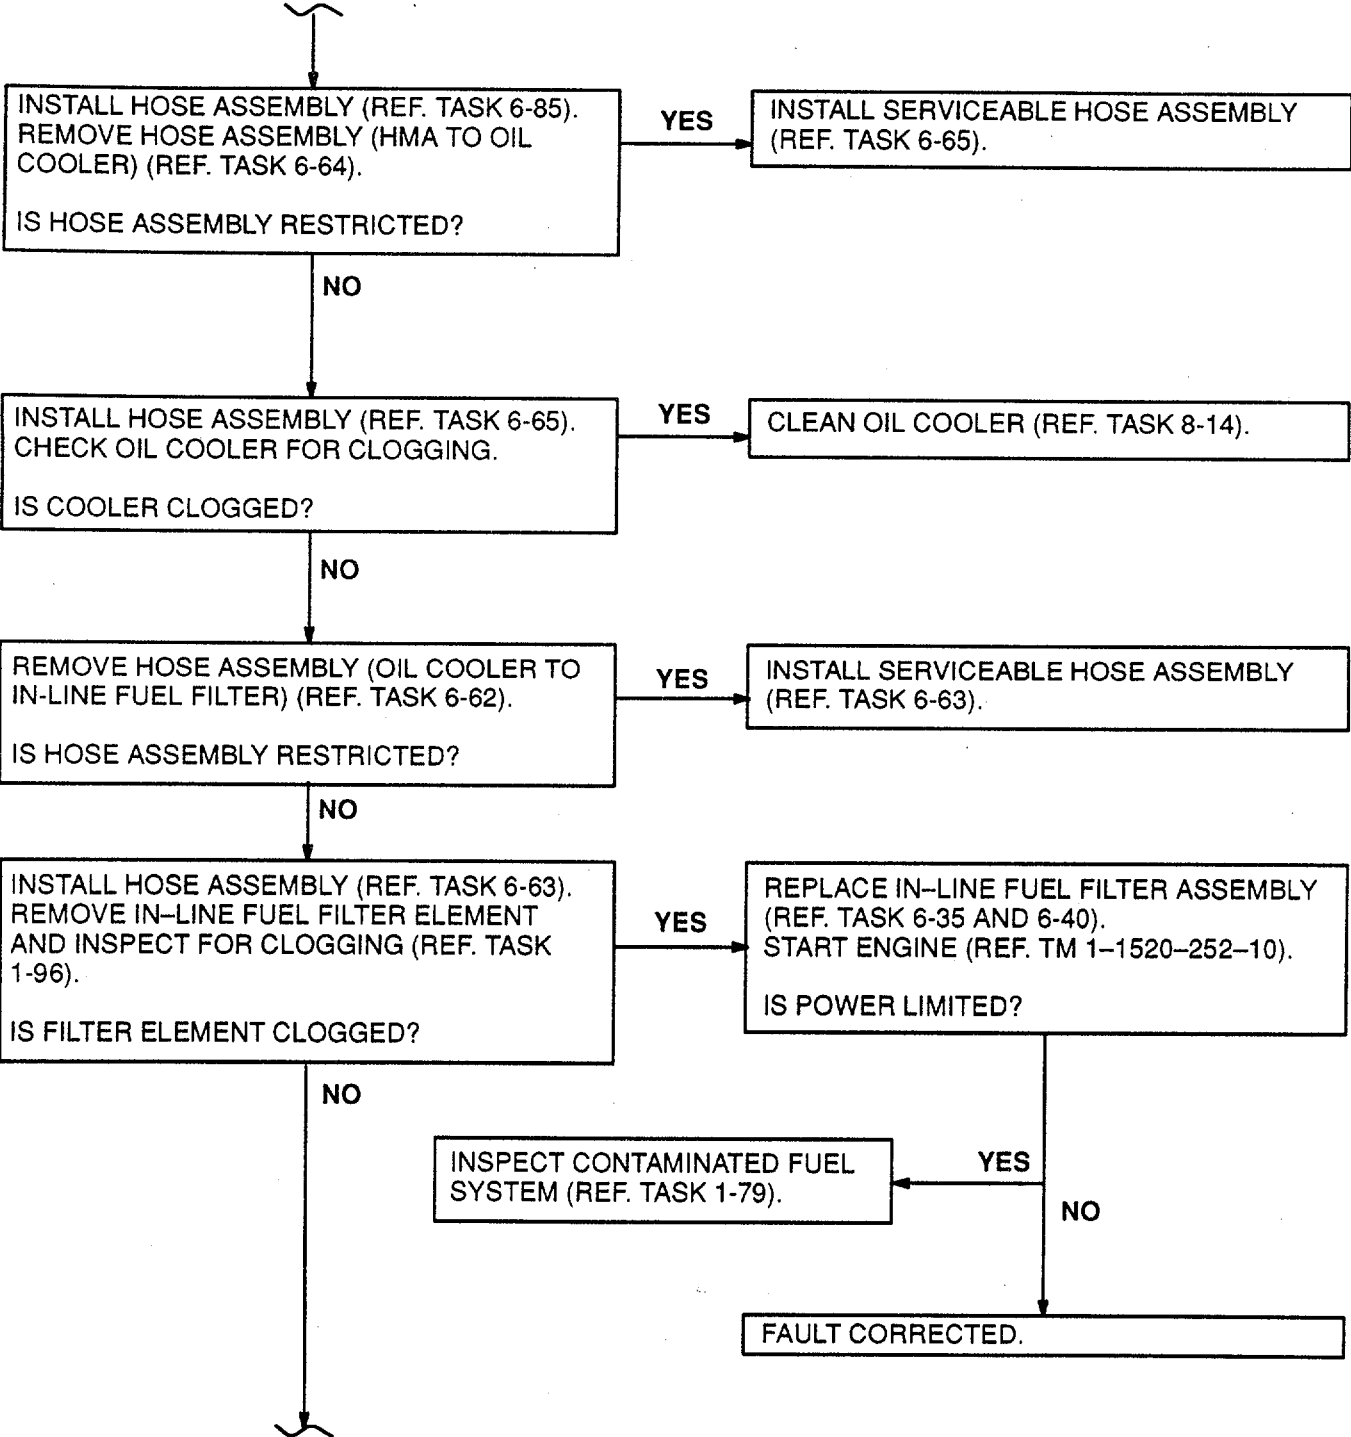 INSTALL HOSE ASSEMBLY (REF. TASK 6-85).
REMOVE HOSE ASSEMBLY (HMA TO OIL
COOLER) (REF. TASK 6-64).
IS HOSE ASSEMBLY RESTRICTED?
YES
INSTALL SERVICEABLE HOSE ASSEMBLY
(REF. TASK 6-65).
NO
INSTALL HOSE ASSEMBLY (REF. TASK 6-65).
CHECK OIL COOLER FOR CLOGGING.
IS COOLER CLOGGED?
YES
CLEAN OIL COOLER (REF. TASK 8-14).
NO
REMOVE HOSE ASSEMBLY (OIL COOLER TO
IN-LINE FUEL FILTER) (REF. TASK 6-62).
IS HOSE ASSEMBLY RESTRICTED?
YES
INSTALL SERVICEABLE HOSE ASSEMBLY
(REF. TASK 6-63).
NO
INSTALL HOSE ASSEMBLY (REF. TASK 6-63).
REMOVE IN–LINE FUEL FILTER ELEMENT
AND INSPECT FOR CLOGGING (REF. TASK
1-96).
IS FILTER ELEMENT CLOGGED?
YES
REPLACE IN–LINE FUEL FILTER ASSEMBLY
(REF. TASK 6-35 AND 6-40).
START ENGINE (REF. TM 1–1520–252–10).
IS POWER LIMITED?
NO
INSPECT CONTAMINATED FUEL
SYSTEM (REF. TASK 1-79).
YES
NO
FAULT CORRECTED.